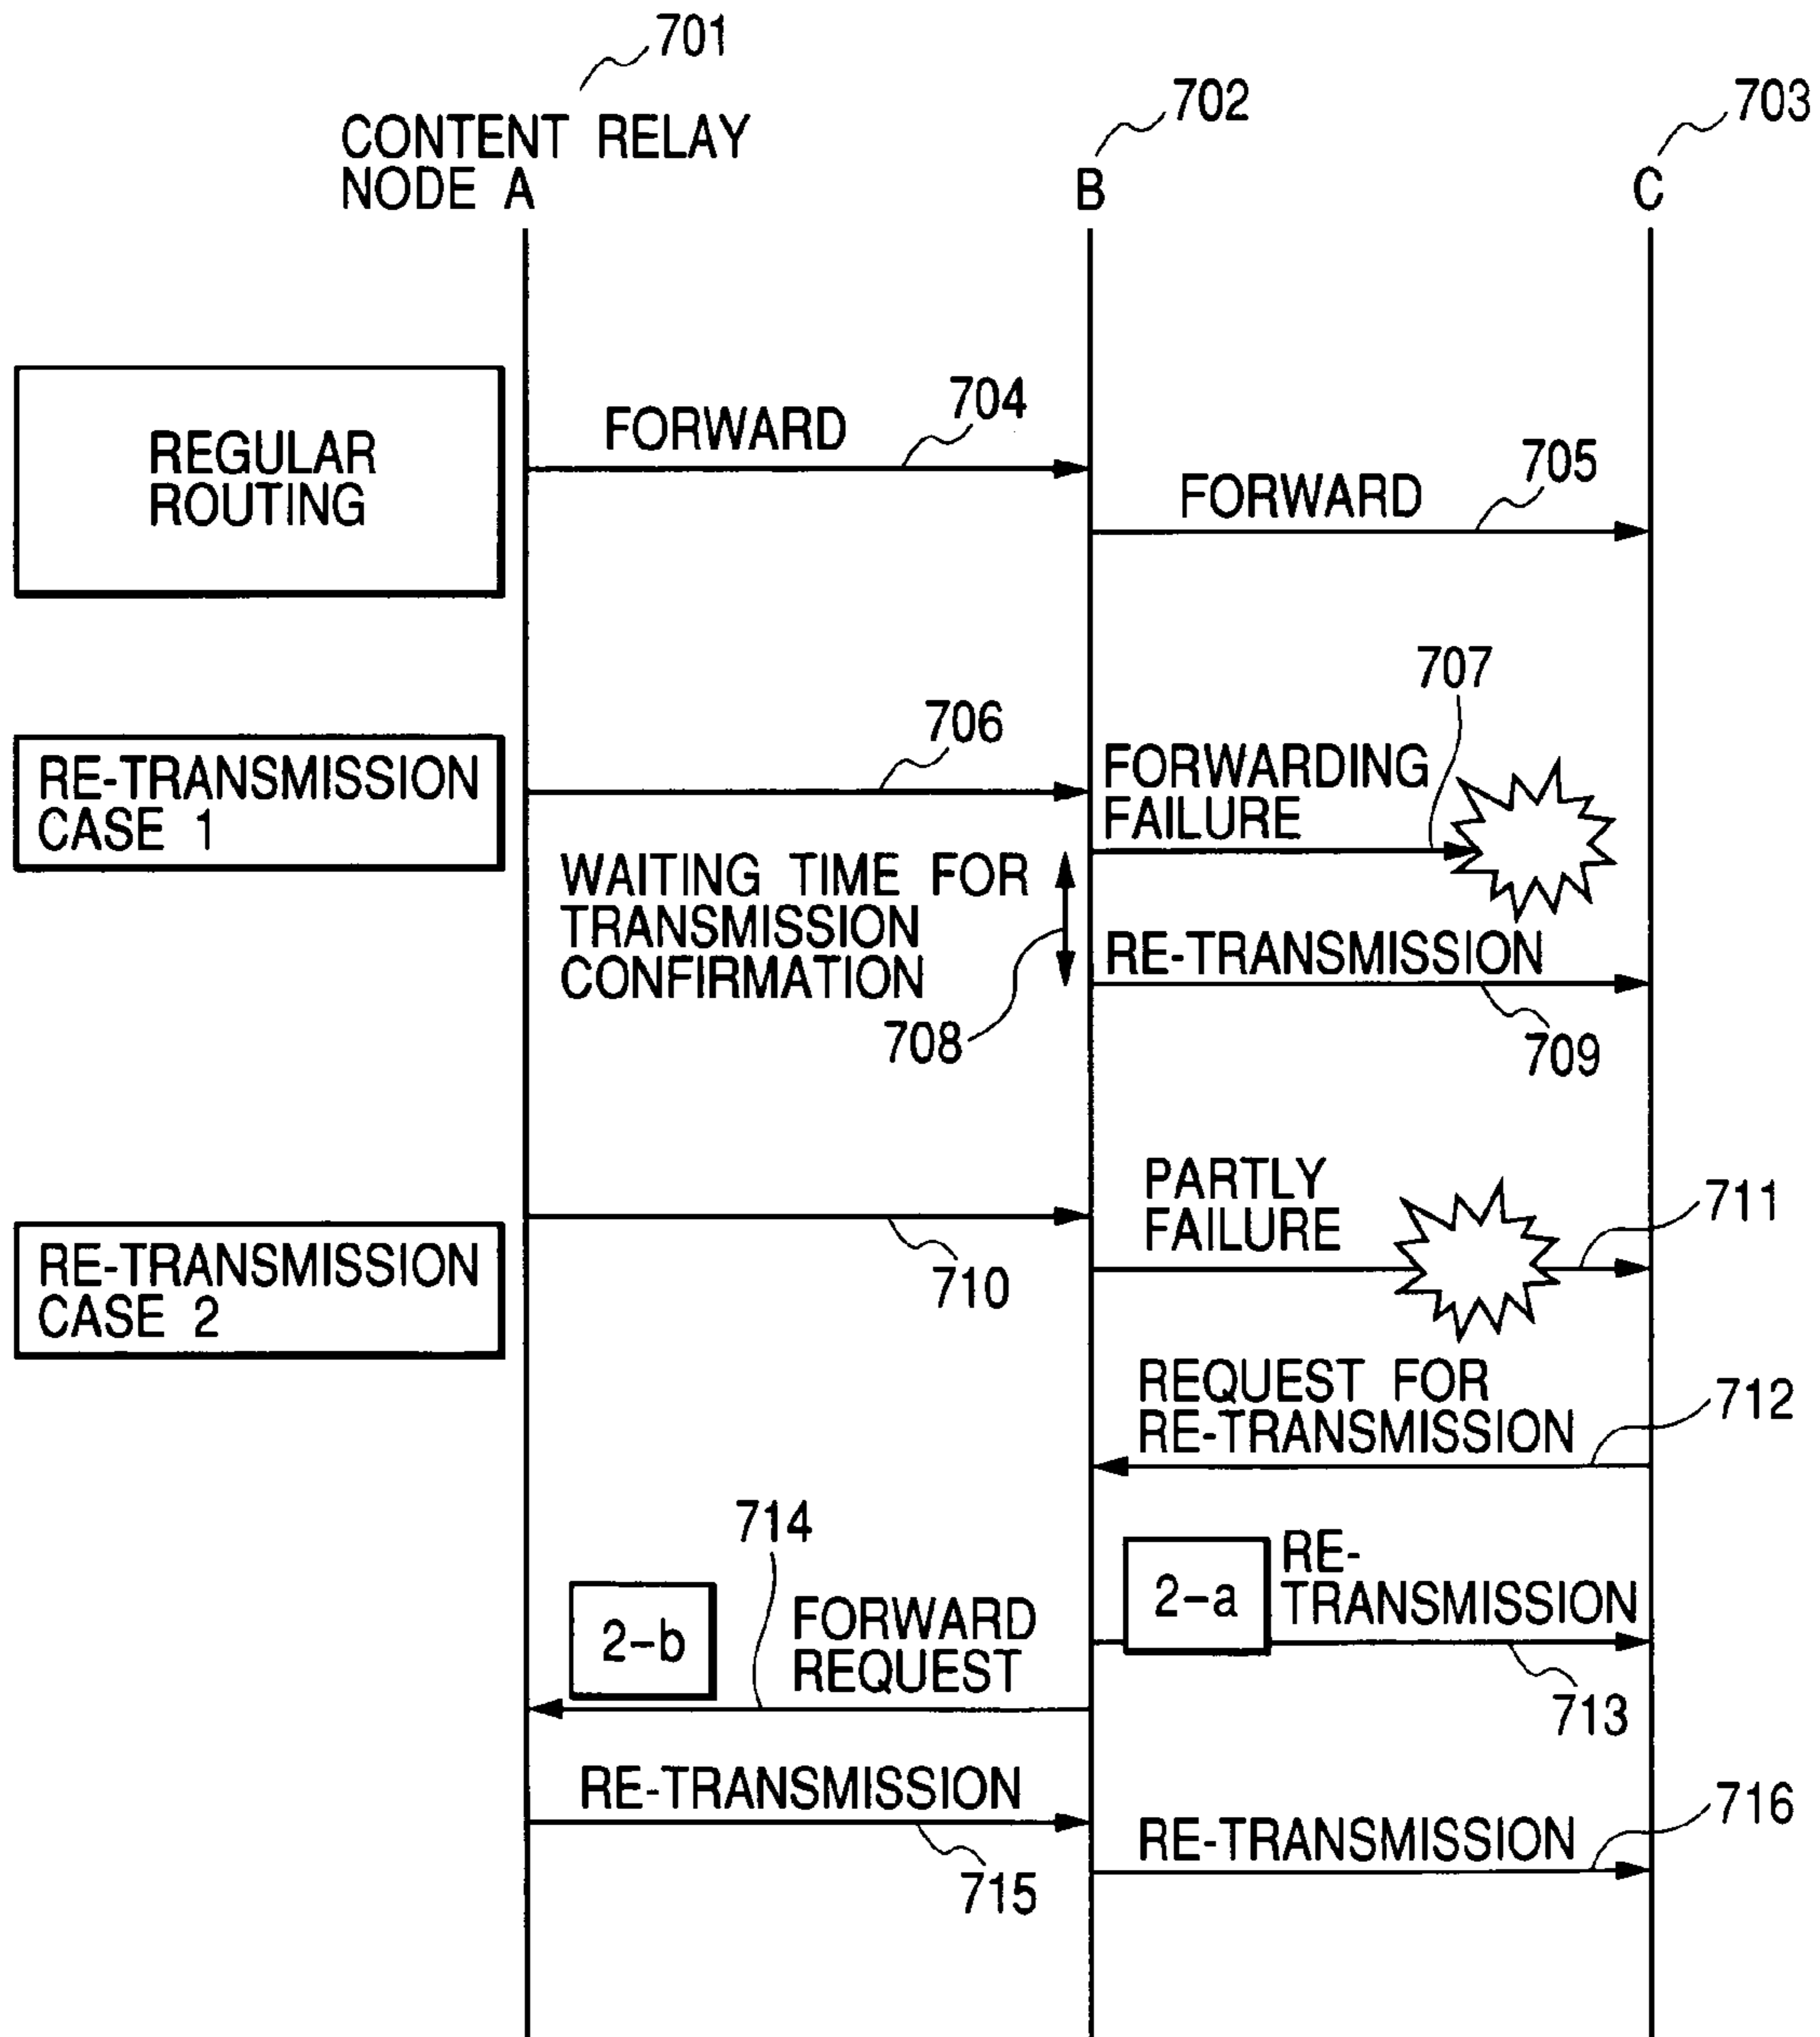 701
CONTENT RELAY
NODE A
702
B
703
C
REGULAR
ROUTING
FORWARD
704
FORWARD
705
RE-TRANSMISSION
CASE 1
706
707
FORWARDING
FAILURE
WAITING TIME FOR
TRANSMISSION
CONFIRMATION
708
RE-TRANSMISSION
709
RE-TRANSMISSION
CASE 2
710
PARTLY
FAILURE
711
REQUEST FOR
RE-TRANSMISSION
712
714
2-b
FORWARD
REQUEST
2-a
RE-
TRANSMISSION
713
RE-TRANSMISSION
715
RE-TRANSMISSION
716